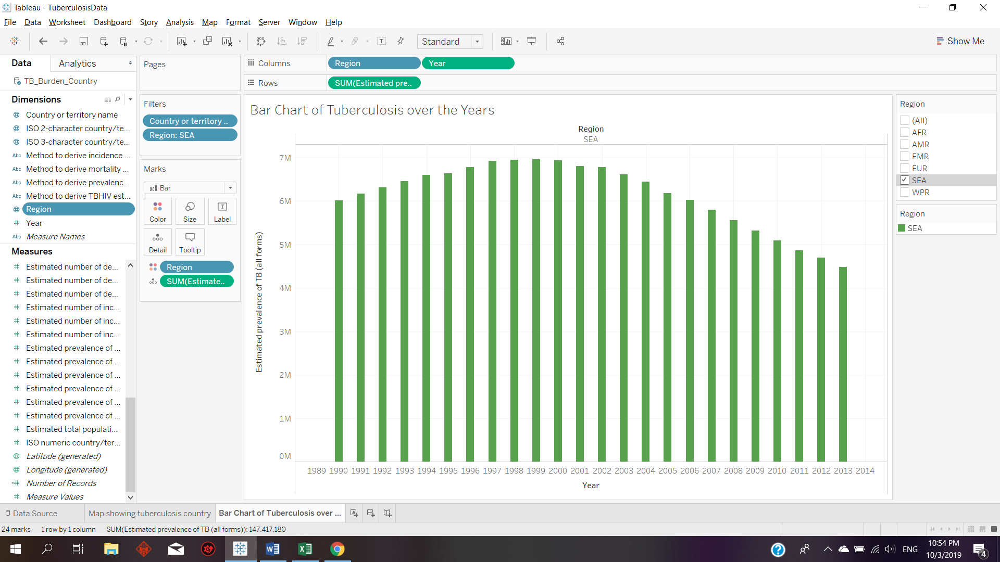 Tableau - TuberculosisData
File Data Worksheet Dashboard Story Analysis Map Format Server Window Help
Standard
Show Me
Data Analytics
TB_Burden_Country
Dimensions
Country or territory name
ISO 2-character country/te...
ISO 3-character country/te...
Abc Method to derive incidence ...
Abc Method to derive mortality ...
Abc Method to derive prevalenc...
Abc Method to derive TBHIV est...
Region
# Year
Abc Measure Names
Measures
# Estimated number of de...
# Estimated number of de...
# Estimated number of de...
# Estimated number of inc...
# Estimated number of inc...
# Estimated number of inc...
# Estimated prevalence of ...
# Estimated prevalence of ...
# Estimated prevalence of ...
# Estimated prevalence of ...
# Estimated prevalence of ...
# Estimated prevalence of ...
# Estimated total populati...
# ISO numeric country/ter...
Latitude (generated)
Longitude (generated)
=# Number of Records
# Measure Values
Pages
Filters
Country or territory ..
Region: SEA
Marks
Bar
Color Size Label
Detail Tooltip
Region
SUM(Estimate..
Columns Region Year
Rows SUM(Estimated pre..
Bar Chart of Tuberculosis over the Years
Region
SEA
Estimated prevalence of TB (all forms)
7M
6M
5M
4M
3M
2M
1M
0M
1989 1990 1991 1992 1993 1994 1995 1996 1997 1998 1999 2000 2001 2002 2003 2004 2005 2006 2007 2008 2009 2010 2011 2012 2013 2014
Year
Region
(All)
AFR
AMR
EMR
EUR
SEA
WPR
Region
SEA
Data Source Map showing tuberculosis country Bar Chart of Tuberculosis over ...
24 marks 1 row by 1 column SUM(Estimated prevalence of TB (all forms)): 147,417,180
ENG
10:54 PM
10/3/2019
4